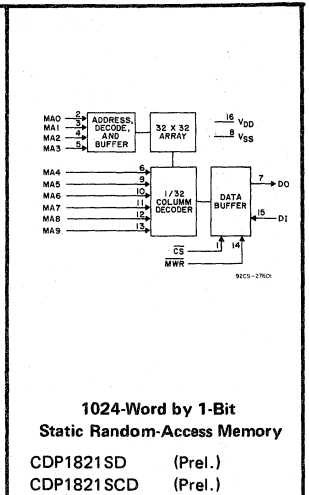 MA0 2
MA1 3
MA2 4
MA3 5
ADDRESS,
DECODE,
AND
BUFFER
32 X 32
ARRAY
16 VDD
8 VSS
MA4 6
MA5 9
MA6 10
MA7 11
MA8 12
MA9 13
1/32
COLUMM
DECODER
DATA
BUFFER
7 DO
15 DI
CS 1
MWR 14
92CS-27601
1024-Word by 1-Bit
Static Random-Access Memory
CDP1821SD (Prel.)
CDP1821SCD (Prel.)